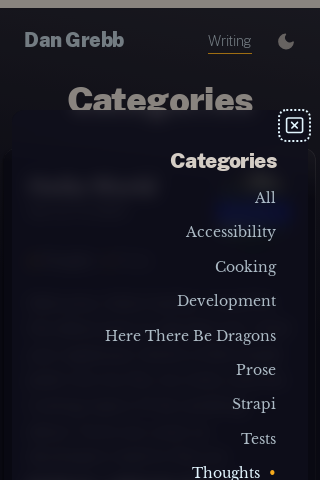 Dan Grebb
Writing
Categories
Categories
All
Accessibility
Cooking
Development
Here There Be Dragons
Prose
Strapi
Tests
Thoughts •